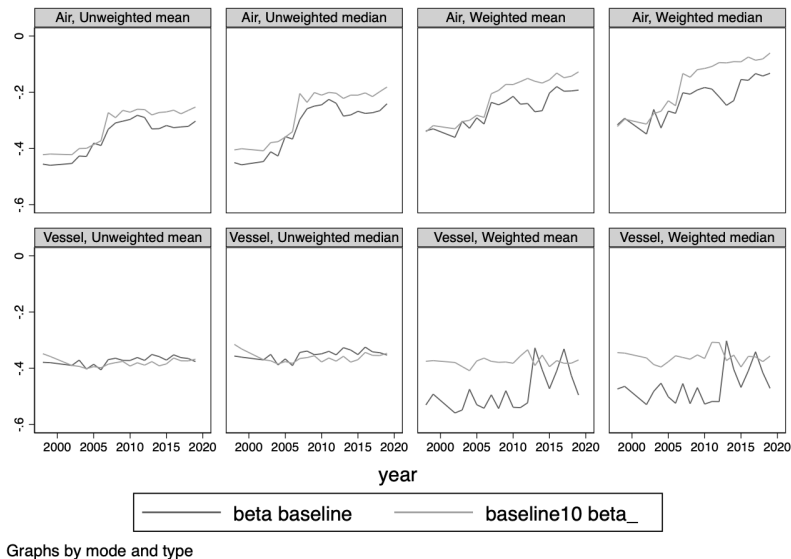 Air, Unweighted mean
Air, Unweighted median
Air, Weighted mean
Air, Weighted median
0
-.2
-.4
-.6
Vessel, Unweighted mean
Vessel, Unweighted median
Vessel, Weighted mean
Vessel, Weighted median
0
-.2
-.4
-.6
2000 2005 2010 2015 2020
2000 2005 2010 2015 2020
2000 2005 2010 2015 2020
2000 2005 2010 2015 2020
year
beta baseline
baseline10 beta_
Graphs by mode and type